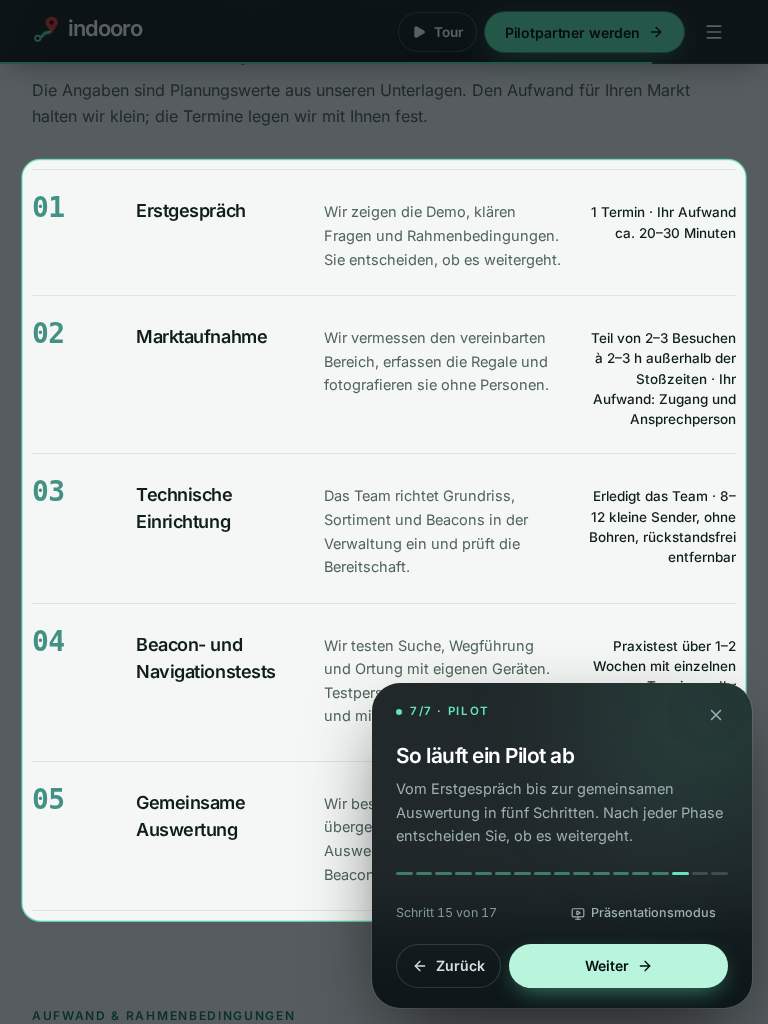 indooro
Tour
Pilotpartner werden
Die Angaben sind Planungswerte aus unseren Unterlagen. Den Aufwand für Ihren Markt
halten wir klein; die Termine legen wir mit Ihnen fest.
01
Erstgespräch
Wir zeigen die Demo, klären
Fragen und Rahmenbedingungen.
Sie entscheiden, ob es weitergeht.
1 Termin · Ihr Aufwand
ca. 20–30 Minuten
02
Marktaufnahme
Wir vermessen den vereinbarten
Bereich, erfassen die Regale und
fotografieren sie ohne Personen.
Teil von 2–3 Besuchen
à 2–3 h außerhalb der
Stoßzeiten · Ihr
Aufwand: Zugang und
Ansprechperson
03
Technische
Einrichtung
Das Team richtet Grundriss,
Sortiment und Beacons in der
Verwaltung ein und prüft die
Bereitschaft.
Erledigt das Team · 8–
12 kleine Sender, ohne
Bohren, rückstandsfrei
entfernbar
04
Beacon- und
Navigationstests
Wir testen Suche, Wegführung
und Ortung mit eigenen Geräten.
und
Praxistest über 1–2
Wochen mit einzelnen
05
Gemeinsame
Auswertung
Wir
7/7 · PILOT
So läuft ein Pilot ab
Vom Erstgespräch bis zur gemeinsamen
Auswertung in fünf Schritten. Nach jeder Phase
entscheiden Sie, ob es weitergeht.
Schritt 15 von 17
Präsentationsmodus
Zurück
Weiter
AUFWAND & RAHMENBEDINGUNGEN